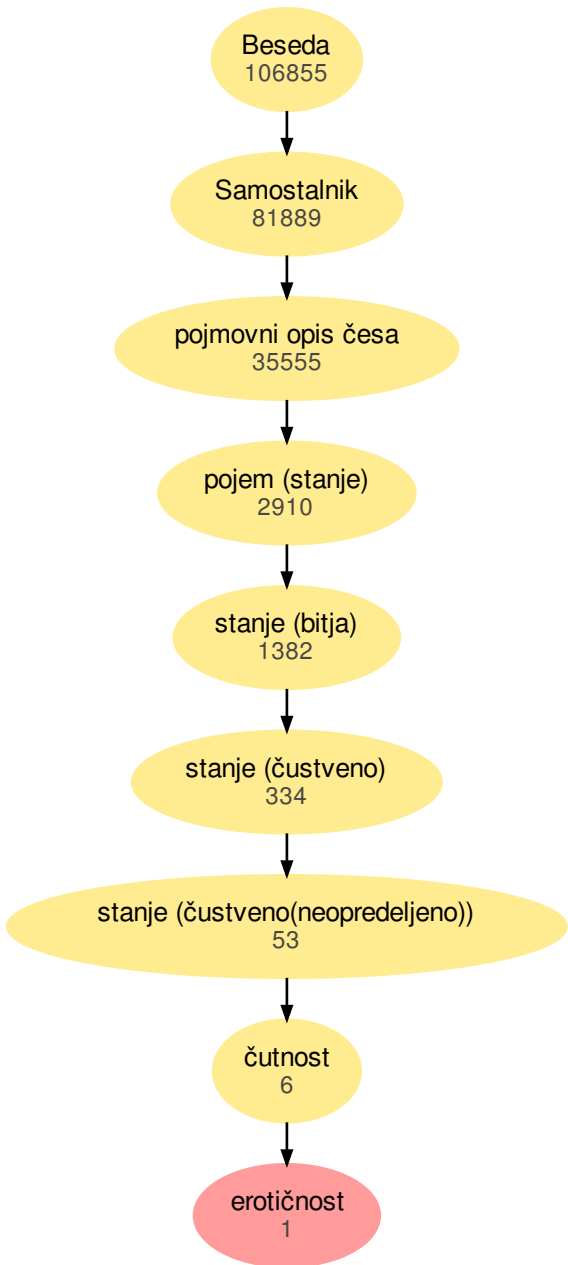 Beseda
106855
Samostalnik
81889
pojmovni opis česa
35555
pojem (stanje)
2910
stanje (bitja)
1382
stanje (čustveno)
334
stanje (čustveno(neopredeljeno))
53
čutnost
6
erotičnost
1